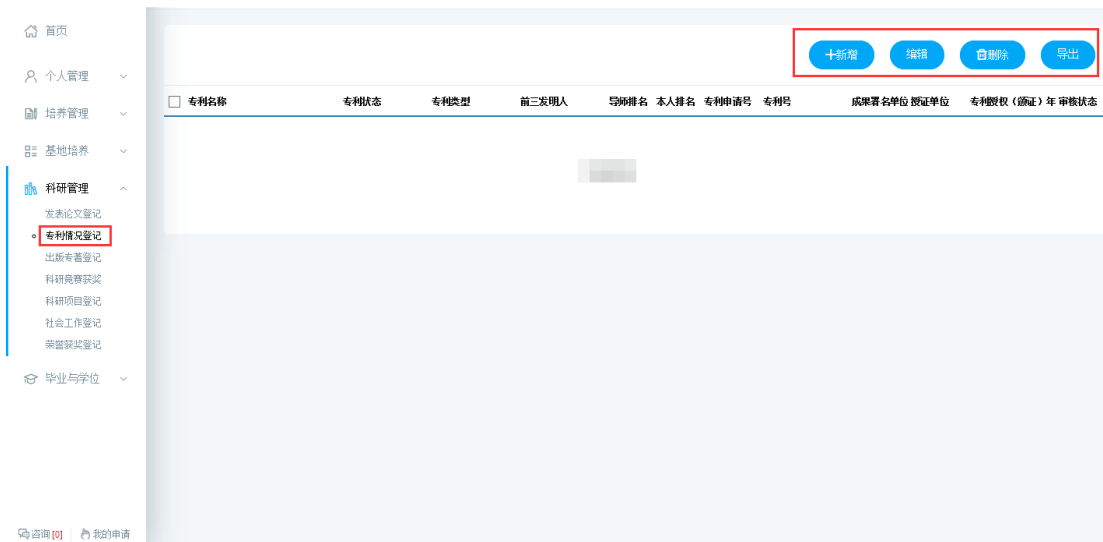 首页
个人管理
培养管理
基地培养
科研管理
发表论文登记
专利情况登记
出版专著登记
科研竞赛获奖
科研项目登记
社会工作登记
荣誉获奖登记
毕业与学位
咨询[0] 我的申请
+新增 编辑 删除 导出
专利名称 专利状态 专利类型 前三发明人 导师排名 本人排名 专利申请号 专利号 成果署名单位 授证单位 专利授权（颁证）年 审核状态